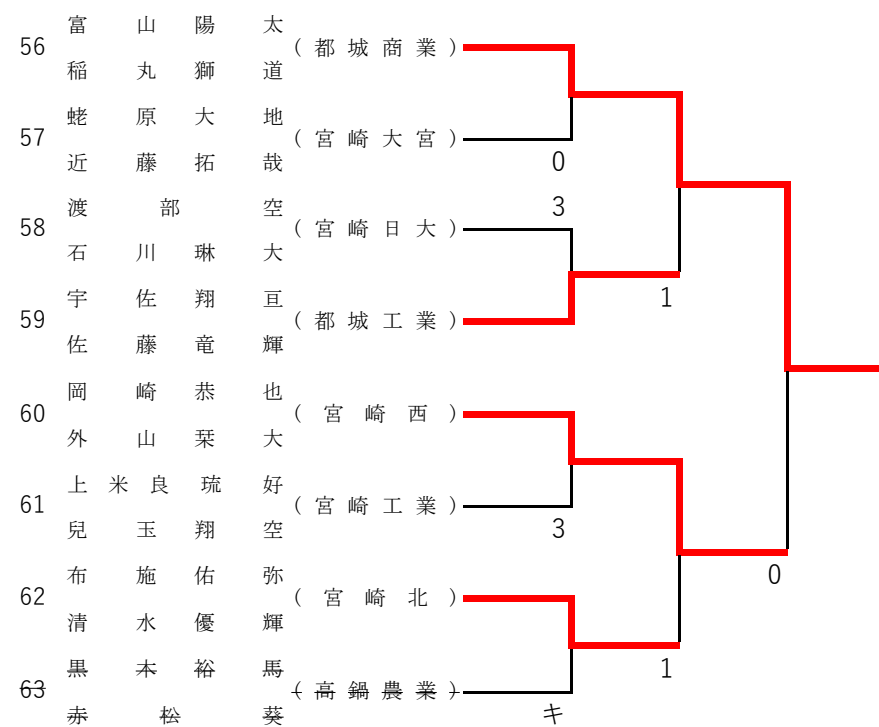 富山陽太
56 (都城商業)
稲丸獅道
蛯原大地
57 (宮崎大宮)
近藤拓哉
0
渡部空
3
58 (宮崎日大)
石川琳大
宇佐翔亘
1
59 (都城工業)
佐藤竜輝
岡崎恭也
60 (宮崎西)
外山栞大
上米良琉好
61 (宮崎工業)
兒玉翔空
3
布施佑弥
0
62 (宮崎北)
清水優輝
黒木裕馬
1
63 (高鍋農業)
赤松葵
キ